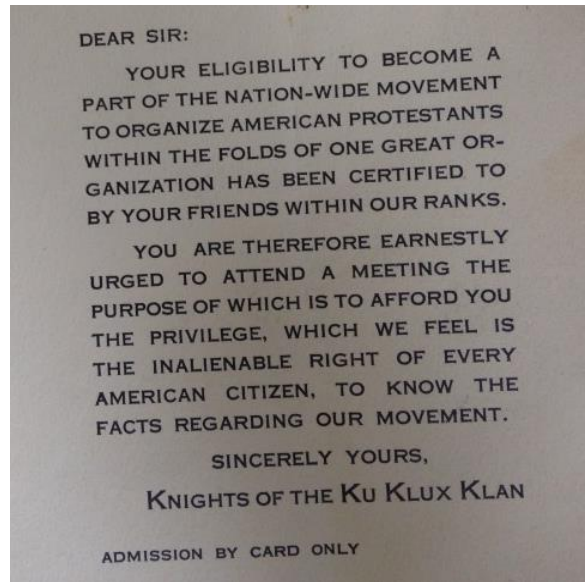 DEAR SIR:
YOUR ELIGIBILITY TO BECOME A
PART OF THE NATION-WIDE MOVEMENT
TO ORGANIZE AMERICAN PROTESTANTS
WITHIN THE FOLDS OF ONE GREAT OR-
GANIZATION HAS BEEN CERTIFIED TO
BY YOUR FRIENDS WITHIN OUR RANKS.
YOU ARE THEREFORE EARNESTLY
URGED TO ATTEND A MEETING THE
PURPOSE OF WHICH IS TO AFFORD YOU
THE PRIVILEGE, WHICH WE FEEL IS
THE INALIENABLE RIGHT OF EVERY
AMERICAN CITIZEN, TO KNOW THE
FACTS REGARDING OUR MOVEMENT.
SINCERELY YOURS,
KNIGHTS OF THE KU KLUX KLAN
ADMISSION BY CARD ONLY